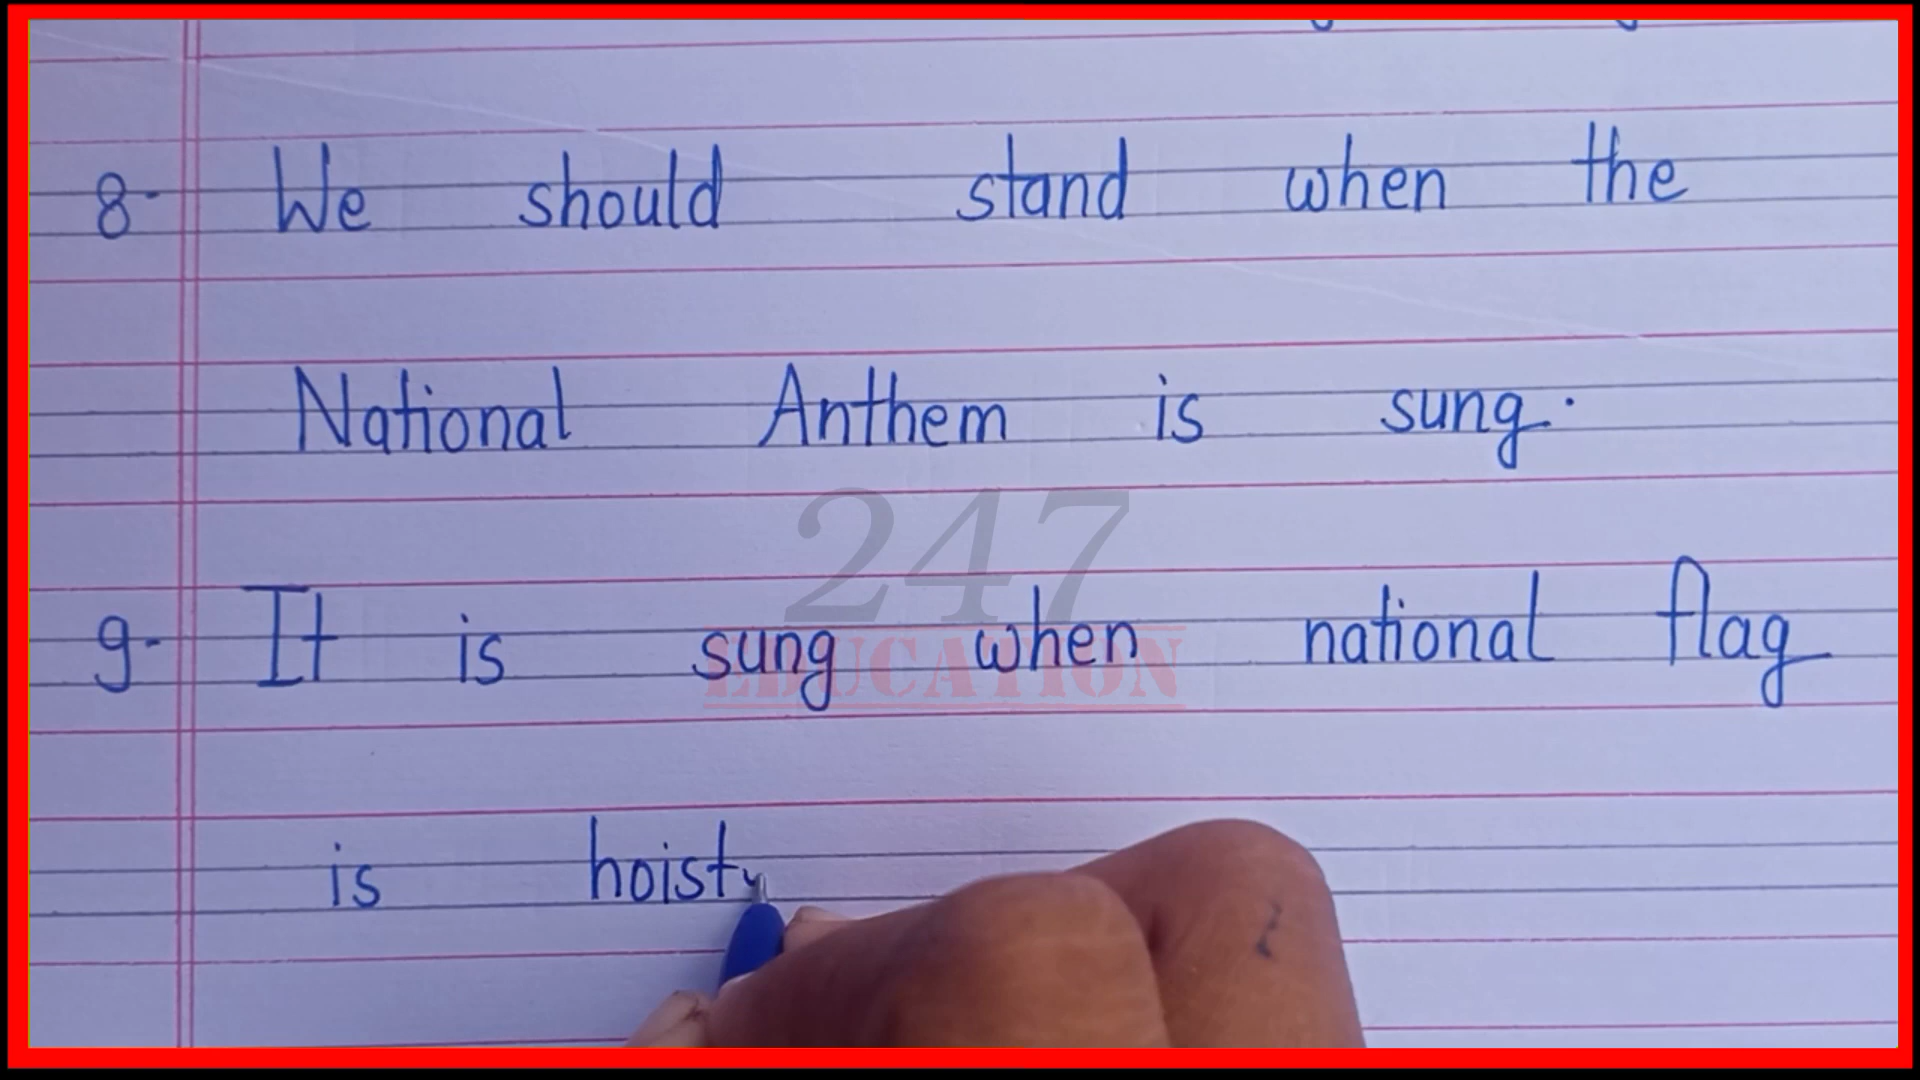 8- We should stand when the
National Anthem is sung.
247
EDUCATION
9- It is sung when national flag
is hoist